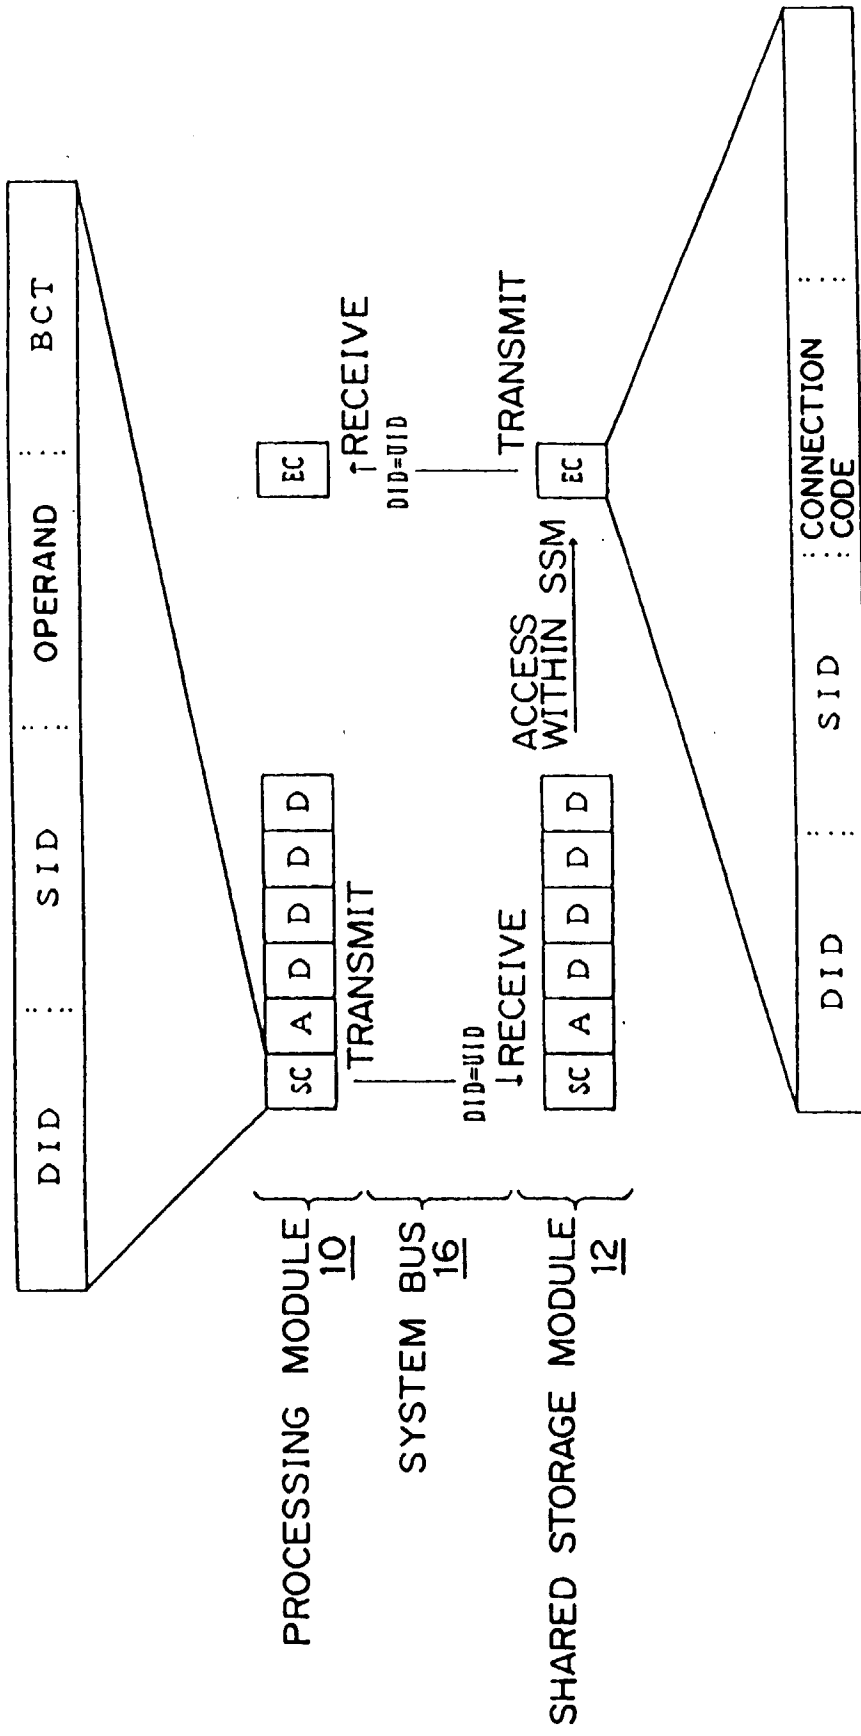 DID SID OPERAND BCT
PROCESSING MODULE
10
SC A D D D D
EC
TRANSMIT
RECEIVE
SYSTEM BUS
16
DID=UID
DID=UID
RECEIVE
TRANSMIT
SHARED STORAGE MODULE
12
SC A D D D D
ACCESS
WITHIN SSM
EC
DID SID CONNECTION
CODE